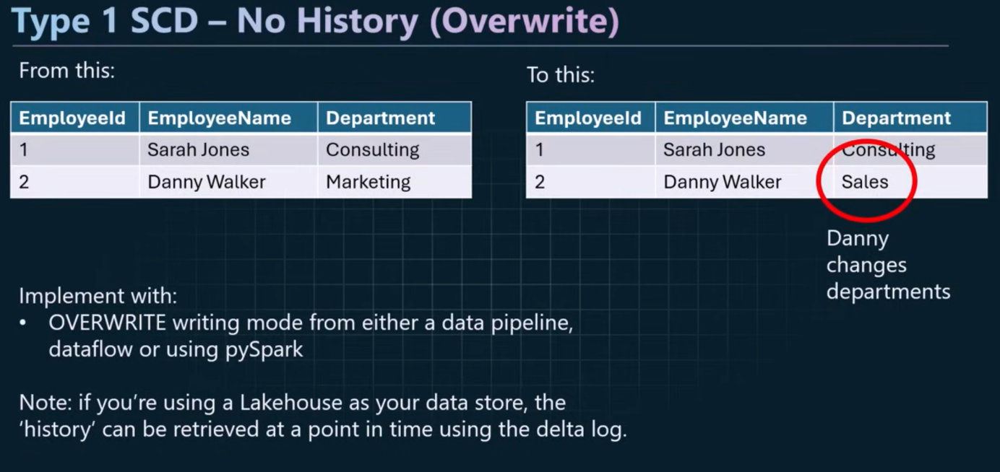 Type 1 SCD – No History (Overwrite)
From this:
EmployeeId EmployeeName Department
1 Sarah Jones Consulting
2 Danny Walker Marketing
To this:
EmployeeId EmployeeName Department
1 Sarah Jones Consulting
2 Danny Walker Sales
Danny
changes
departments
Implement with:
• OVERWRITE writing mode from either a data pipeline,
dataflow or using pySpark
Note: if you’re using a Lakehouse as your data store, the
‘history’ can be retrieved at a point in time using the delta log.